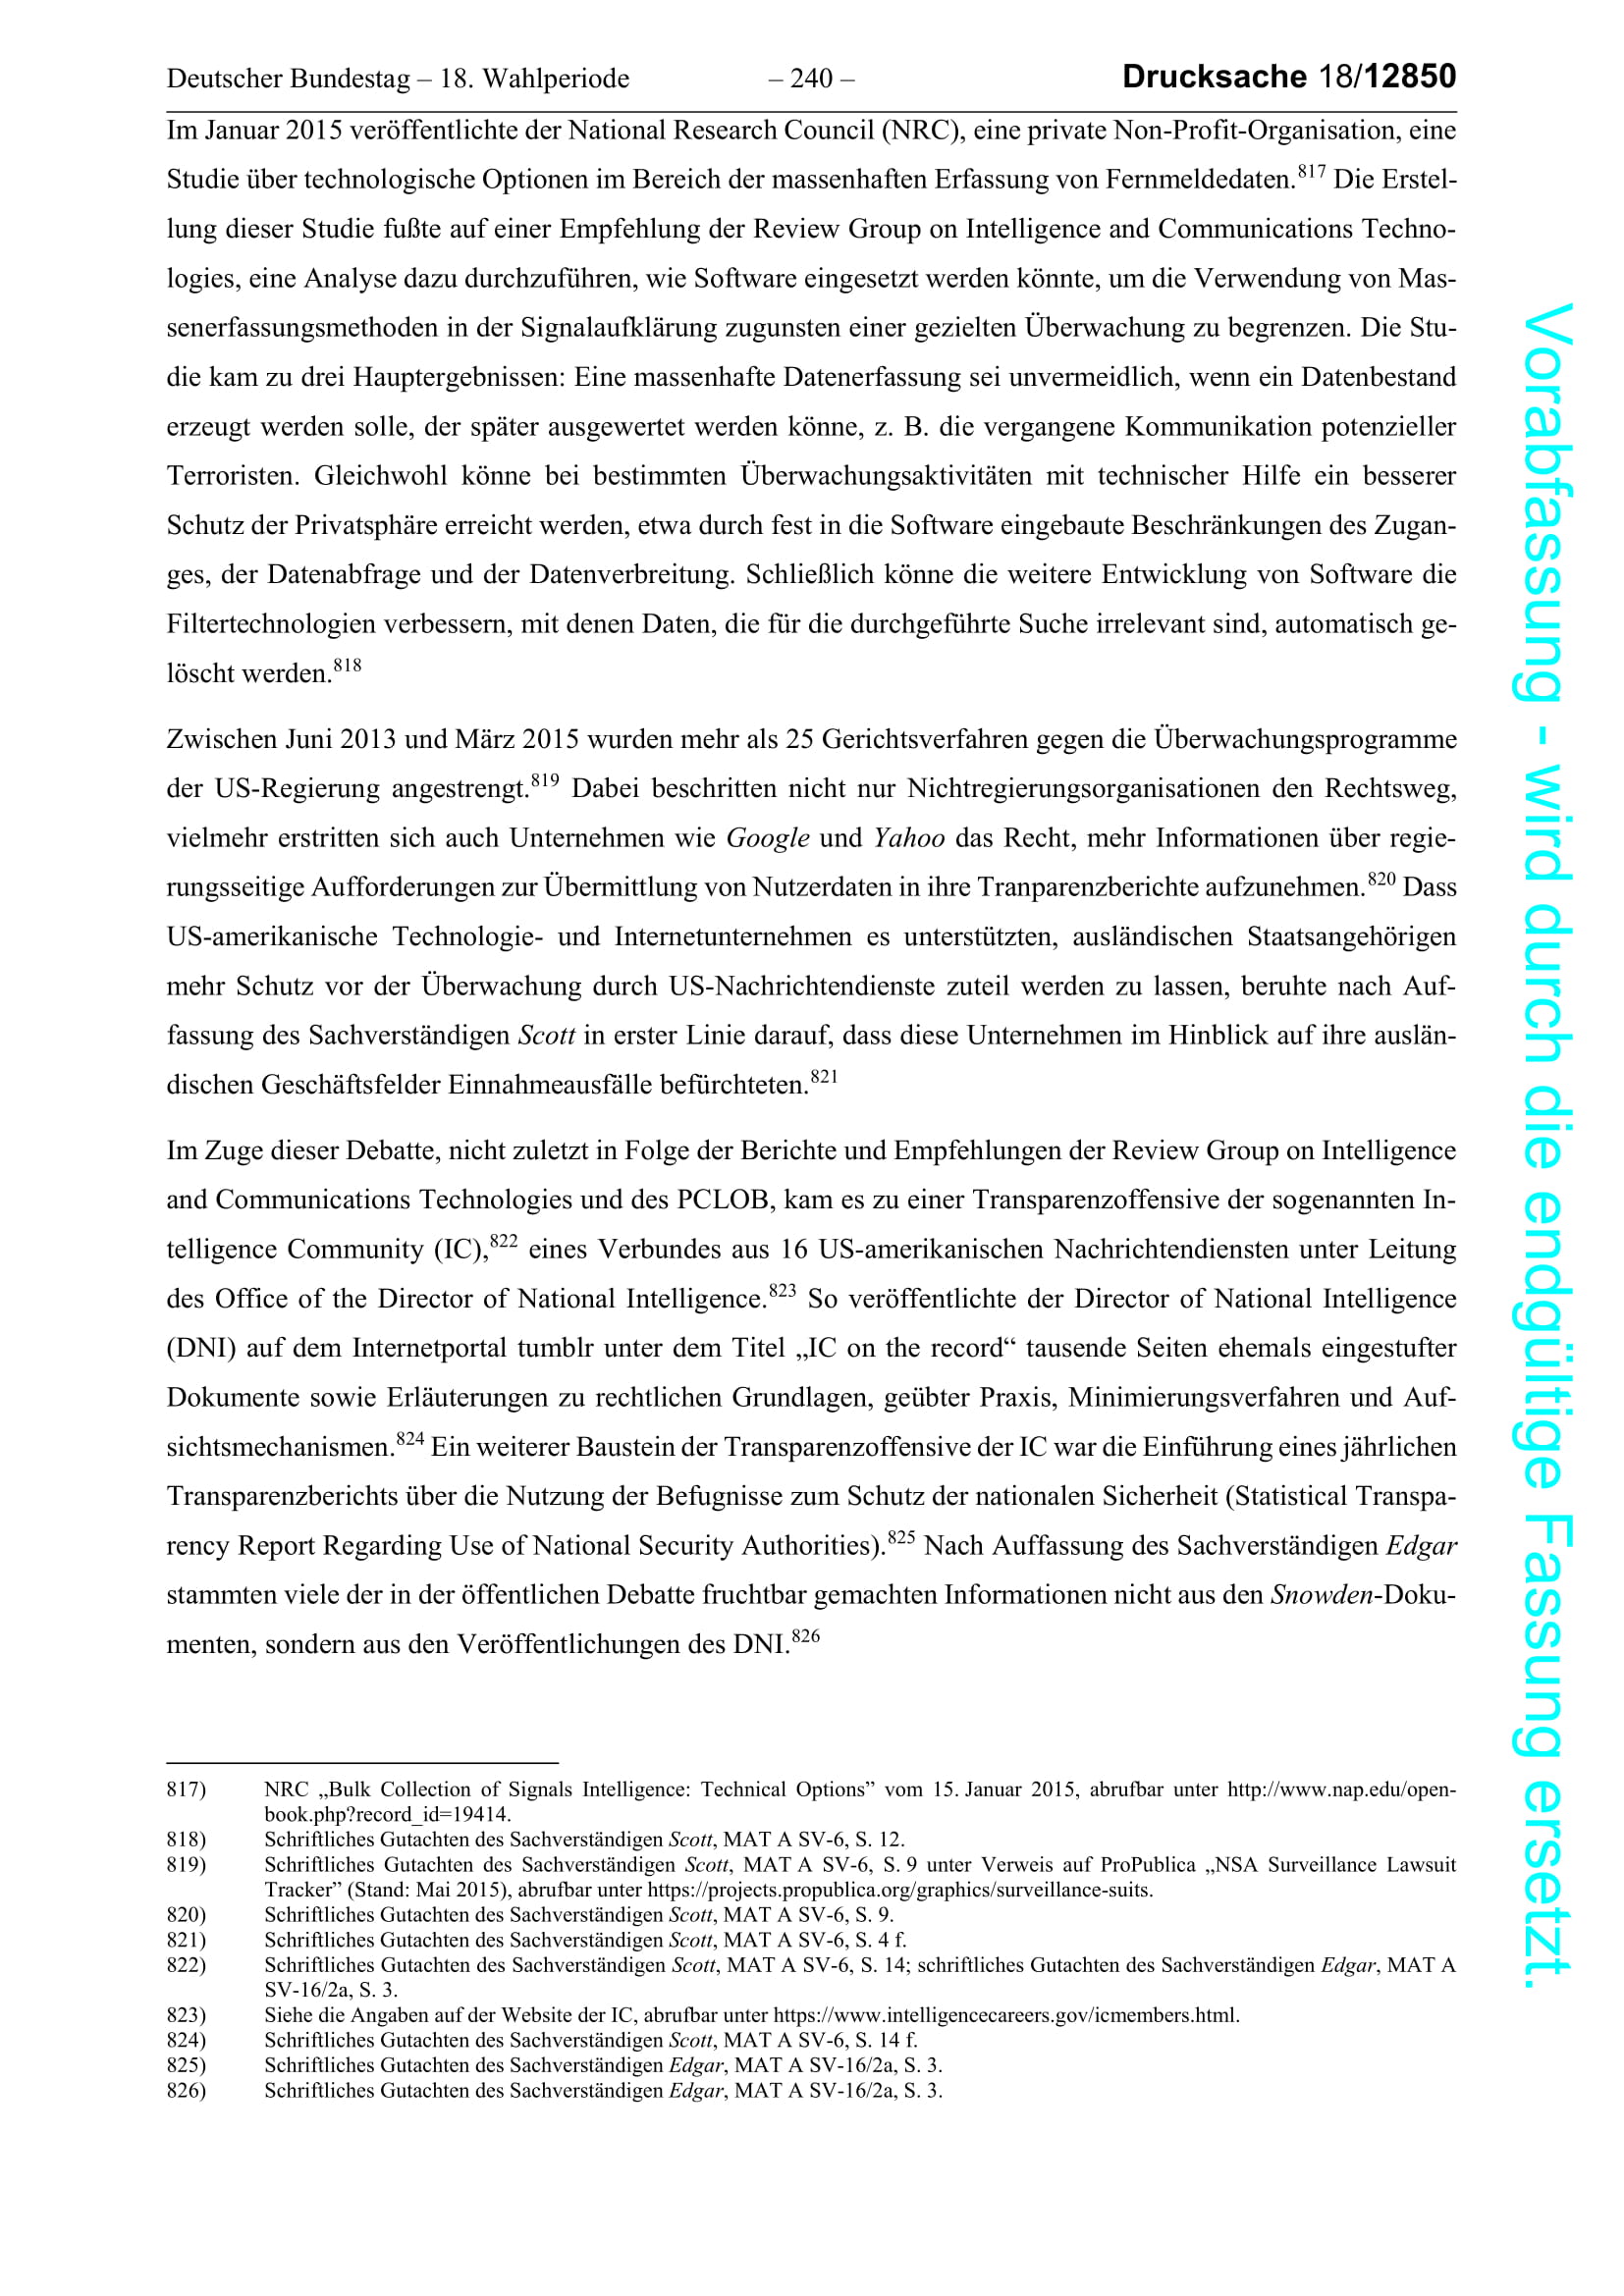 Deutscher Bundestag – 18. Wahlperiode – 240 – Drucksache 18/12850
Im Januar 2015 veröffentlichte der National Research Council (NRC), eine private Non-Profit-Organisation, eine
Studie über technologische Optionen im Bereich der massenhaften Erfassung von Fernmeldedaten.817 Die Erstel-
lung dieser Studie fußte auf einer Empfehlung der Review Group on Intelligence and Communications Techno-
logies, eine Analyse dazu durchzuführen, wie Software eingesetzt werden könnte, um die Verwendung von Mas-
senerfassungsmethoden in der Signalaufklärung zugunsten einer gezielten Überwachung zu begrenzen. Die Stu-
die kam zu drei Hauptergebnissen: Eine massenhafte Datenerfassung sei unvermeidlich, wenn ein Datenbestand
erzeugt werden solle, der später ausgewertet werden könne, z. B. die vergangene Kommunikation potenzieller
Terroristen. Gleichwohl könne bei bestimmten Überwachungsaktivitäten mit technischer Hilfe ein besserer
Schutz der Privatsphäre erreicht werden, etwa durch fest in die Software eingebaute Beschränkungen des Zugan-
ges, der Datenabfrage und der Datenverbreitung. Schließlich könne die weitere Entwicklung von Software die
Filtertechnologien verbessern, mit denen Daten, die für die durchgeführte Suche irrelevant sind, automatisch ge-
löscht werden.818
Zwischen Juni 2013 und März 2015 wurden mehr als 25 Gerichtsverfahren gegen die Überwachungsprogramme
der US-Regierung angestrengt.819 Dabei beschritten nicht nur Nichtregierungsorganisationen den Rechtsweg,
vielmehr erstritten sich auch Unternehmen wie Google und Yahoo das Recht, mehr Informationen über regie-
rungsseitige Aufforderungen zur Übermittlung von Nutzerdaten in ihre Tranparenzberichte aufzunehmen.820 Dass
US-amerikanische Technologie- und Internetunternehmen es unterstützten, ausländischen Staatsangehörigen
mehr Schutz vor der Überwachung durch US-Nachrichtendienste zuteil werden zu lassen, beruhte nach Auf-
fassung des Sachverständigen Scott in erster Linie darauf, dass diese Unternehmen im Hinblick auf ihre auslän-
dischen Geschäftsfelder Einnahmeausfälle befürchteten.821
Im Zuge dieser Debatte, nicht zuletzt in Folge der Berichte und Empfehlungen der Review Group on Intelligence
and Communications Technologies und des PCLOB, kam es zu einer Transparenzoffensive der sogenannten In-
telligence Community (IC),822 eines Verbundes aus 16 US-amerikanischen Nachrichtendiensten unter Leitung
des Office of the Director of National Intelligence.823 So veröffentlichte der Director of National Intelligence
(DNI) auf dem Internetportal tumblr unter dem Titel „IC on the record“ tausende Seiten ehemals eingestufter
Dokumente sowie Erläuterungen zu rechtlichen Grundlagen, geübter Praxis, Minimierungsverfahren und Auf-
sichtsmechanismen.824 Ein weiterer Baustein der Transparenzoffensive der IC war die Einführung eines jährlichen
Transparenzberichts über die Nutzung der Befugnisse zum Schutz der nationalen Sicherheit (Statistical Transpa-
rency Report Regarding Use of National Security Authorities).825 Nach Auffassung des Sachverständigen Edgar
stammten viele der in der öffentlichen Debatte fruchtbar gemachten Informationen nicht aus den Snowden-Doku-
menten, sondern aus den Veröffentlichungen des DNI.826
817) NRC „Bulk Collection of Signals Intelligence: Technical Options” vom 15. Januar 2015, abrufbar unter http://www.nap.edu/open-
book.php?record_id=19414.
818) Schriftliches Gutachten des Sachverständigen Scott, MAT A SV-6, S. 12.
819) Schriftliches Gutachten des Sachverständigen Scott, MAT A SV-6, S. 9 unter Verweis auf ProPublica „NSA Surveillance Lawsuit
Tracker” (Stand: Mai 2015), abrufbar unter https://projects.propublica.org/graphics/surveillance-suits.
820) Schriftliches Gutachten des Sachverständigen Scott, MAT A SV-6, S. 9.
821) Schriftliches Gutachten des Sachverständigen Scott, MAT A SV-6, S. 4 f.
822) Schriftliches Gutachten des Sachverständigen Scott, MAT A SV-6, S. 14; schriftliches Gutachten des Sachverständigen Edgar, MAT A
SV-16/2a, S. 3.
823) Siehe die Angaben auf der Website der IC, abrufbar unter https://www.intelligencecareers.gov/icmembers.html.
824) Schriftliches Gutachten des Sachverständigen Scott, MAT A SV-6, S. 14 f.
825) Schriftliches Gutachten des Sachverständigen Edgar, MAT A SV-16/2a, S. 3.
826) Schriftliches Gutachten des Sachverständigen Edgar, MAT A SV-16/2a, S. 3.
Vorabfassung - wird durch die endgültige Fassung ersetzt.